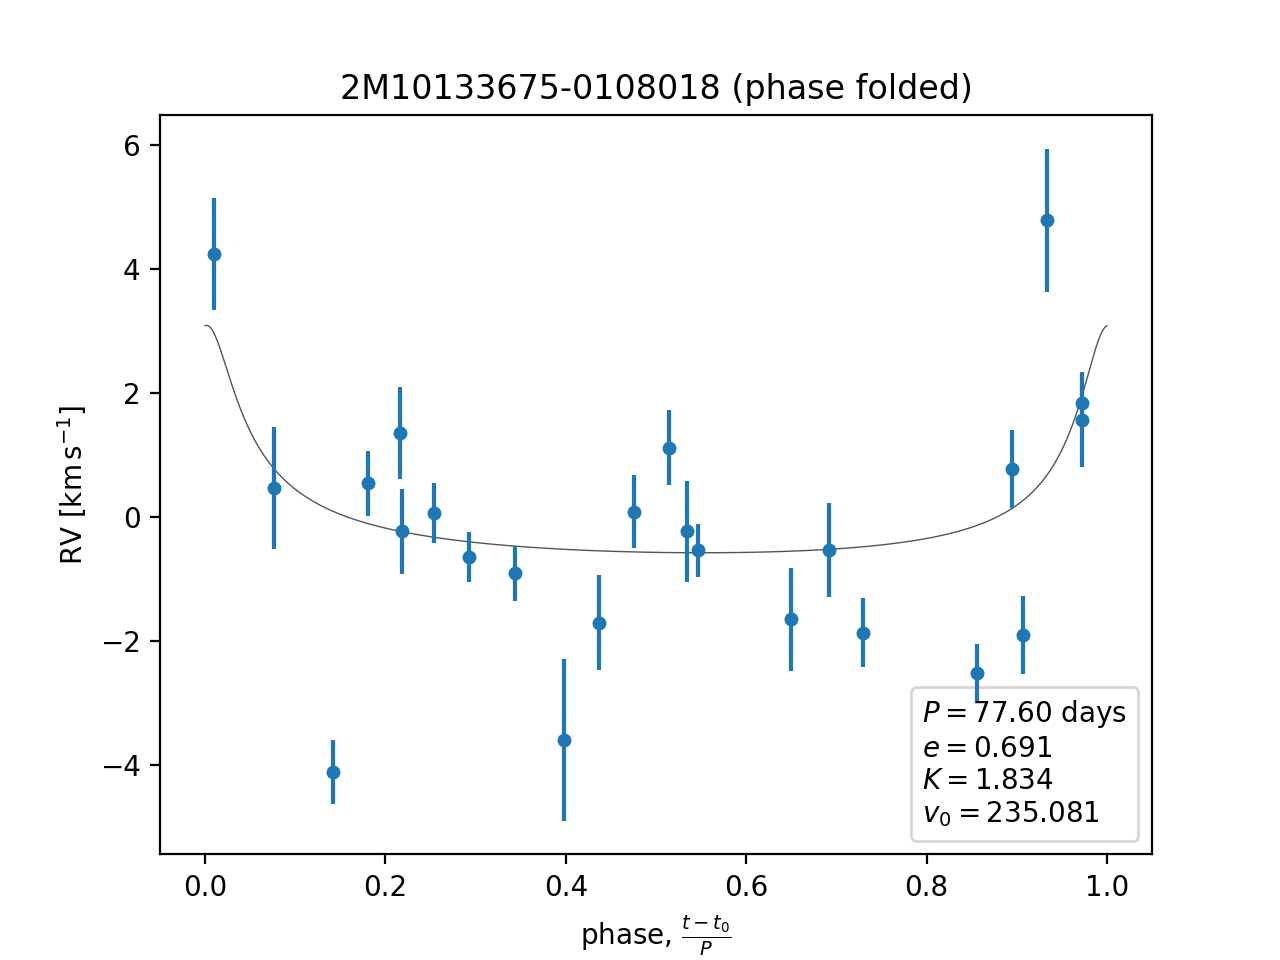 2M10133675-0108018 (phase folded)
RV [km s⁻¹]
6
4
2
0
−2
−4
0.0 0.2 0.4 0.6 0.8 1.0
phase, (t − t₀)/P
P = 77.60 days
e = 0.691
K = 1.834
v₀ = 235.081